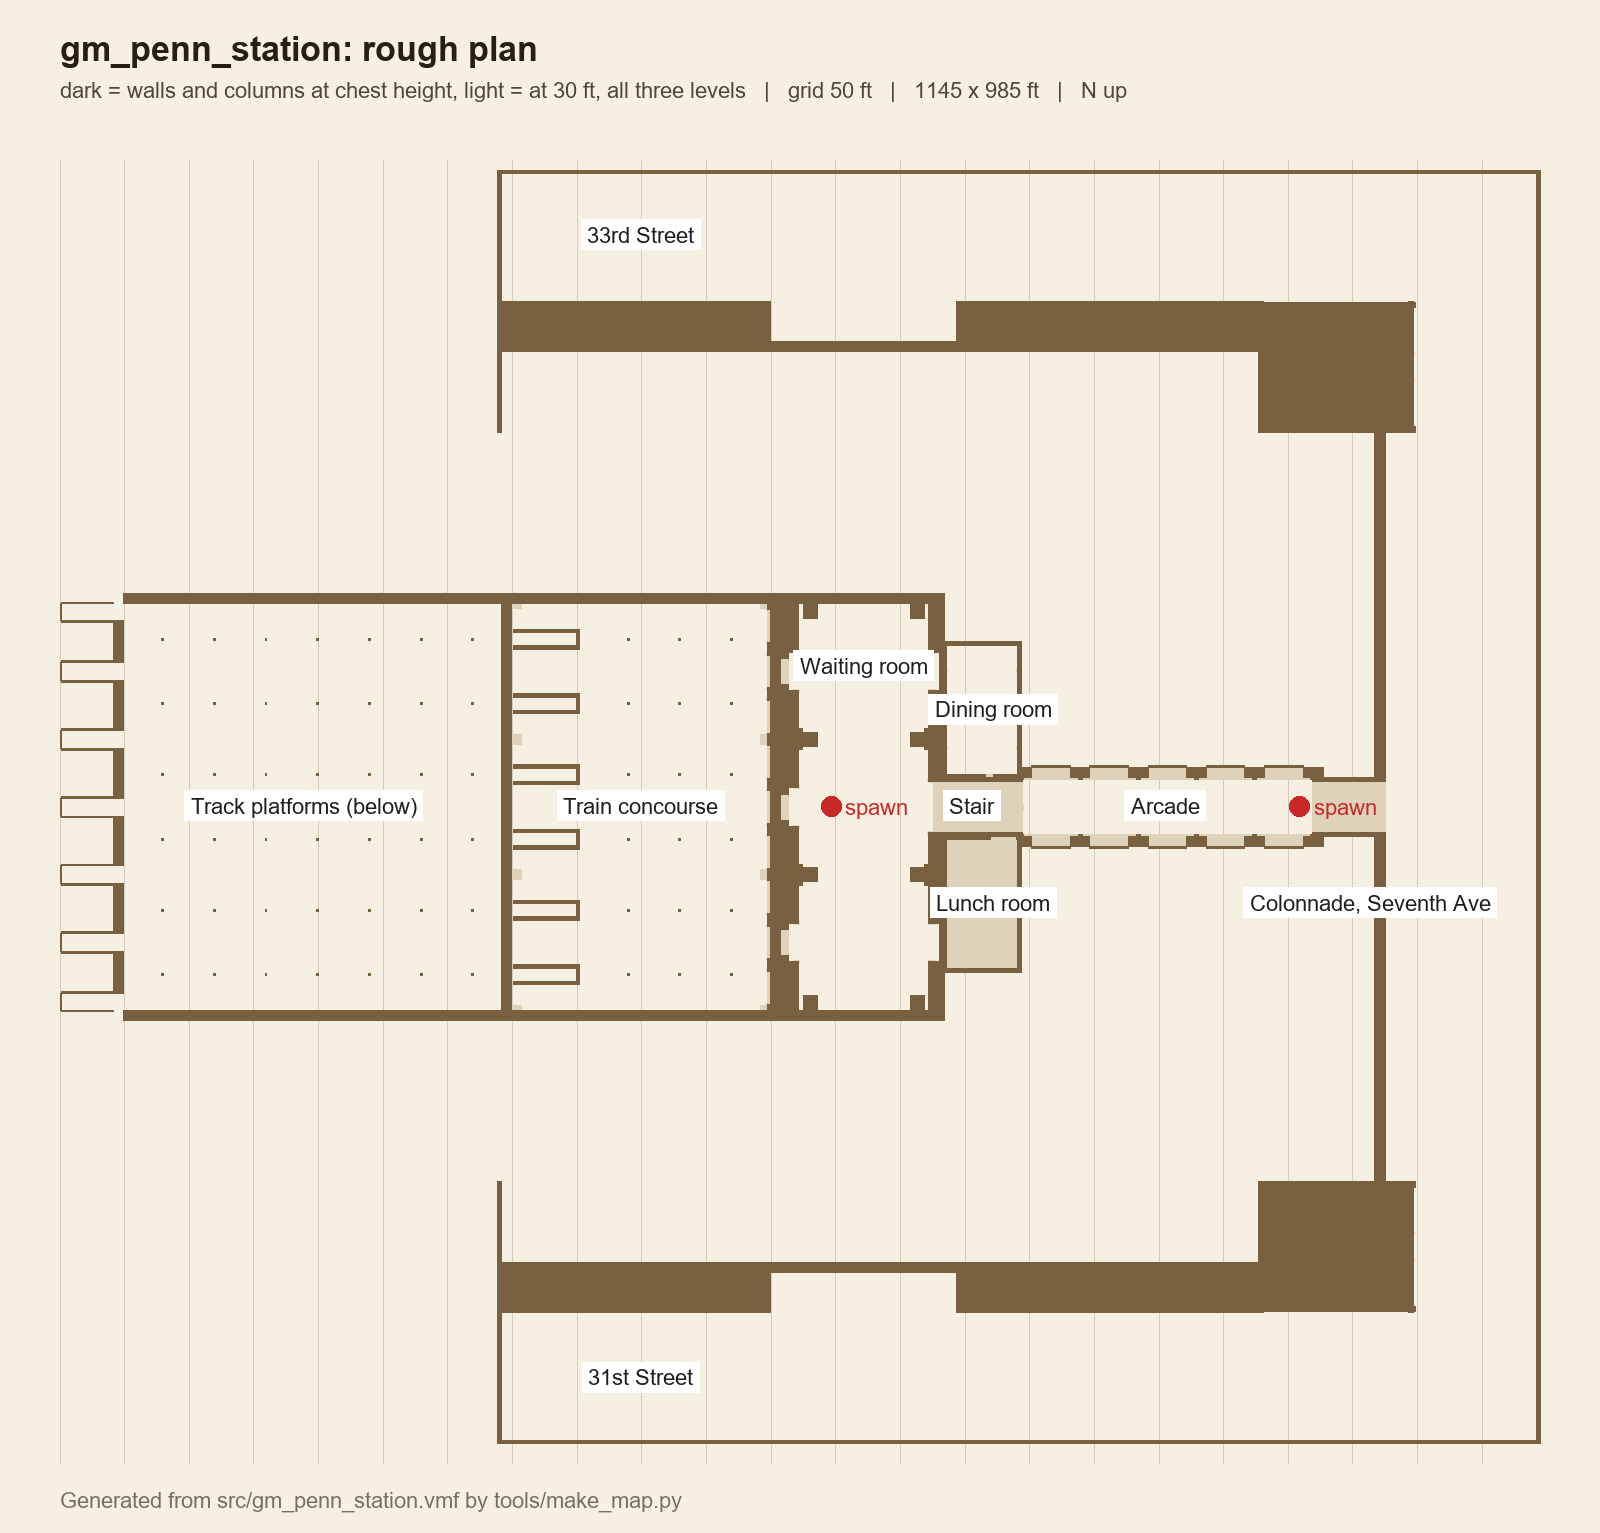 gm_penn_station: rough plan
dark = walls and columns at chest height, light = at 30 ft, all three levels | grid 50 ft | 1145 x 985 ft | N up
33rd Street
Waiting room
Dining room
Track platforms (below)
Train concourse
spawn
Stair
Arcade
spawn
Lunch room
Colonnade, Seventh Ave
31st Street
Generated from src/gm_penn_station.vmf by tools/make_map.py